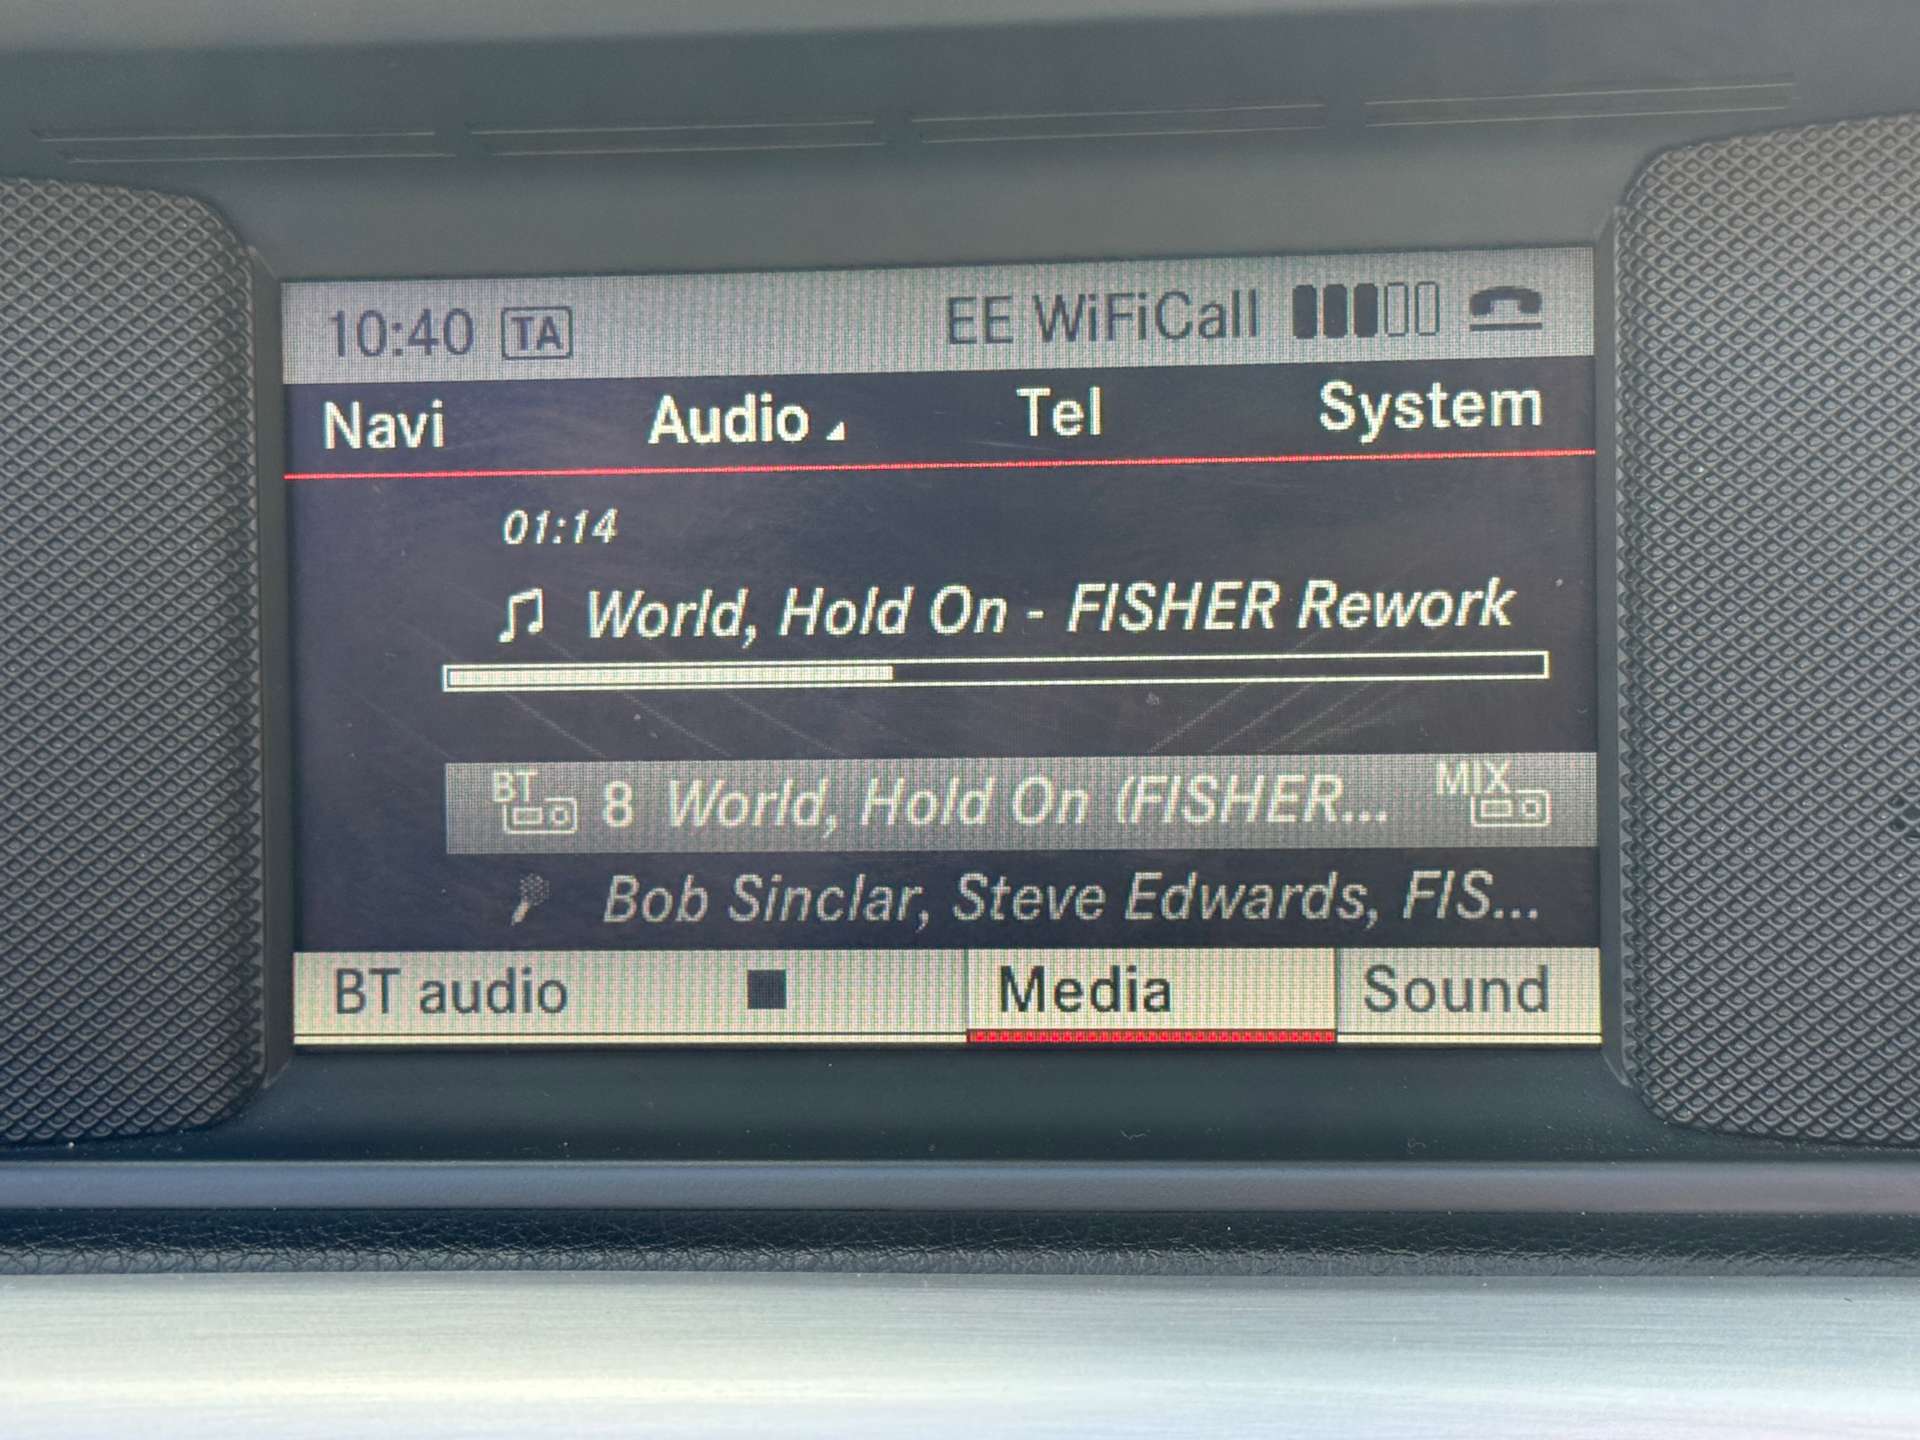 10:40 TA EE WiFiCall
Navi Audio Tel System
01:14
World, Hold On - FISHER Rework
BT 8 World, Hold On (FISHER... MIX
Bob Sinclar, Steve Edwards, FIS...
BT audio Media Sound